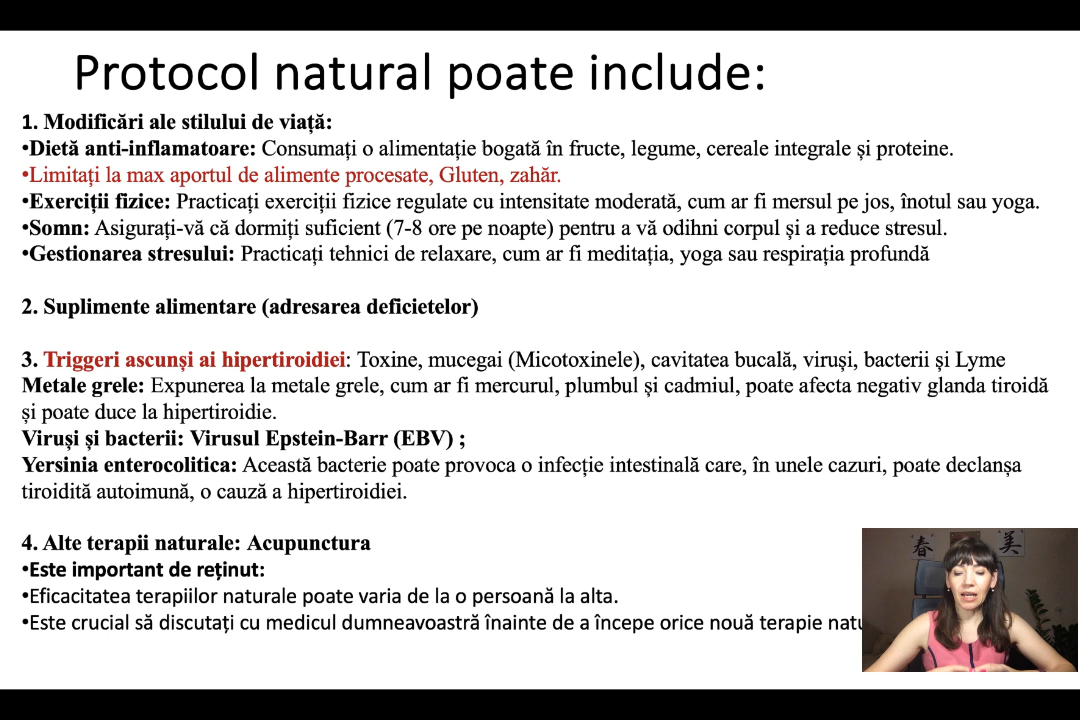 Protocol natural poate include:
1. Modificări ale stilului de viață:
•Dietă anti-inflamatoare: Consumați o alimentație bogată în fructe, legume, cereale integrale și proteine.
•Limitați la max aportul de alimente procesate, Gluten, zahăr.
•Exerciții fizice: Practicați exerciții fizice regulate cu intensitate moderată, cum ar fi mersul pe jos, înotul sau yoga.
•Somn: Asigurați-vă că dormiți suficient (7-8 ore pe noapte) pentru a vă odihni corpul și a reduce stresul.
•Gestionarea stresului: Practicați tehnici de relaxare, cum ar fi meditația, yoga sau respirația profundă
2. Suplimente alimentare (adresarea deficietelor)
3. Triggeri ascunși ai hipertiroidiei: Toxine, mucegai (Micotoxinele), cavitatea bucală, viruși, bacterii și Lyme
Metale grele: Expunerea la metale grele, cum ar fi mercurul, plumbul și cadmiul, poate afecta negativ glanda tiroidă
și poate duce la hipertiroidie.
Viruși și bacterii: Virusul Epstein-Barr (EBV) ;
Yersinia enterocolitica: Această bacterie poate provoca o infecție intestinală care, în unele cazuri, poate declanșa
tiroidită autoimună, o cauză a hipertiroidiei.
4. Alte terapii naturale: Acupunctura
•Este important de reținut:
•Eficacitatea terapiilor naturale poate varia de la o persoană la alta.
•Este crucial să discutați cu medicul dumneavoastră înainte de a începe orice nouă terapie natu
春
美